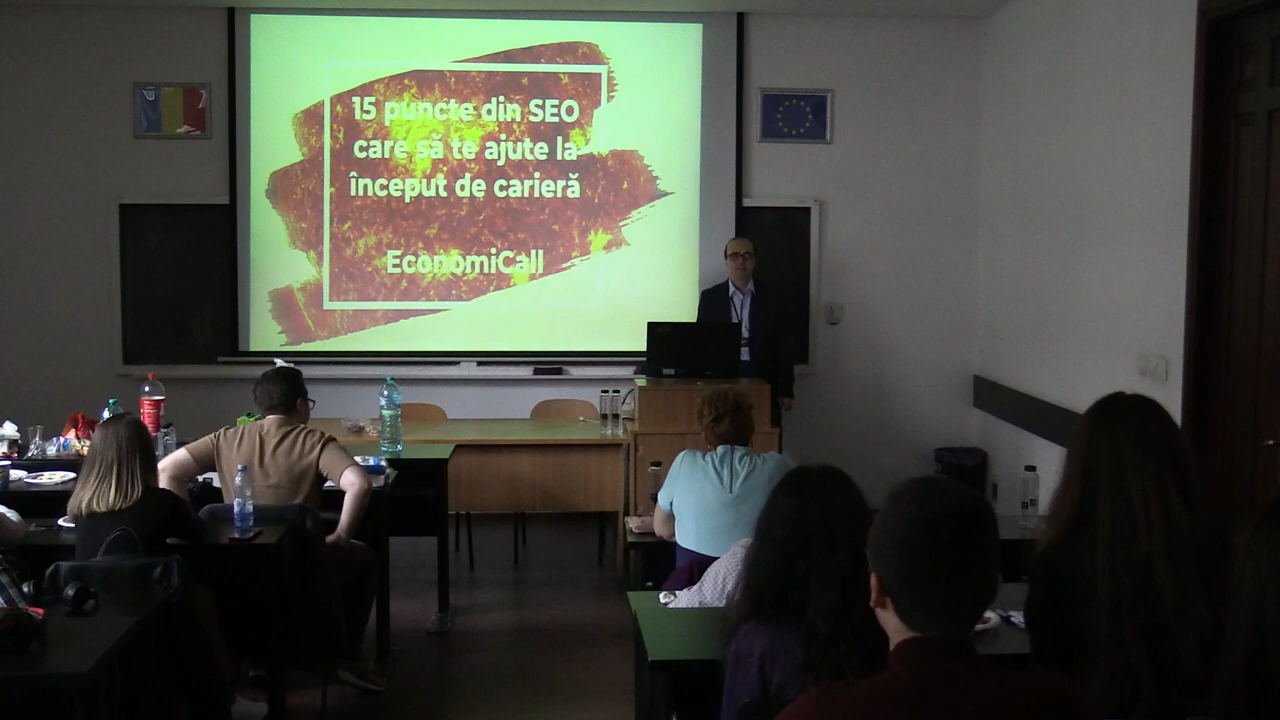 15 puncte din SEO
care să te ajute la
început de carieră
EconomiCall